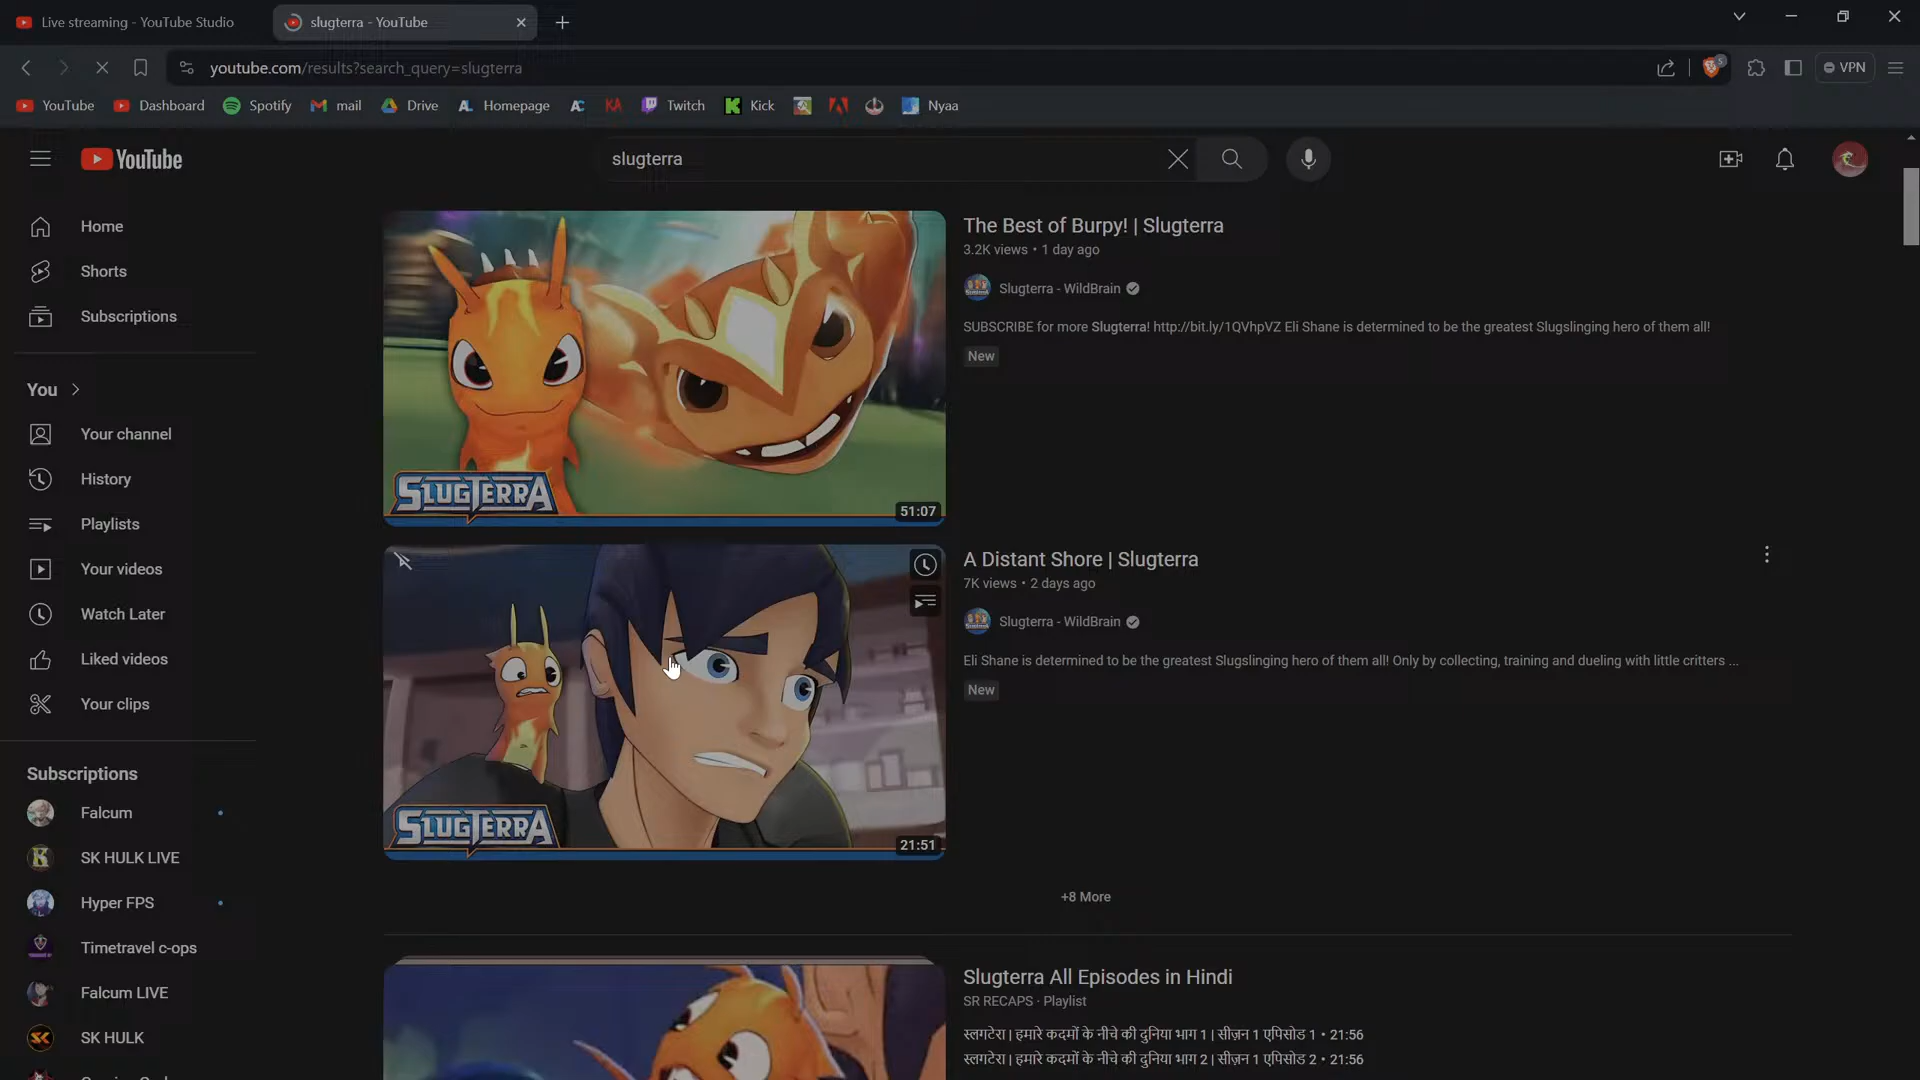 Live streaming - YouTube Studio
slugterra - YouTube
youtube.com/results?search_query=slugterra
5
VPN
YouTube
Dashboard
Spotify
mail
Drive
AL Homepage
AC
KA
Twitch
K Kick
Nyaa
YouTube
slugterra
Home
Shorts
Subscriptions
You
Your channel
History
Playlists
Your videos
Watch Later
Liked videos
Your clips
Subscriptions
Falcum
SK HULK LIVE
Hyper FPS
Timetravel c-ops
Falcum LIVE
SK HULK
SLUGTERRA
51:07
The Best of Burpy! | Slugterra
3.2K views • 1 day ago
Slugterra - WildBrain
SUBSCRIBE for more Slugterra! http://bit.ly/1QVhpVZ Eli Shane is determined to be the greatest Slugslinging hero of them all!
New
SLUGTERRA
21:51
A Distant Shore | Slugterra
7K views • 2 days ago
Slugterra - WildBrain
Eli Shane is determined to be the greatest Slugslinging hero of them all! Only by collecting, training and dueling with little critters ...
New
+8 More
Slugterra All Episodes in Hindi
SR RECAPS · Playlist
स्लगटेरा | हमारे कदमों के नीचे की दुनिया भाग 1 | सीज़न 1 एपिसोड 1 • 21:56
स्लगटेरा | हमारे कदमों के नीचे की दुनिया भाग 2 | सीज़न 1 एपिसोड 2 • 21:56